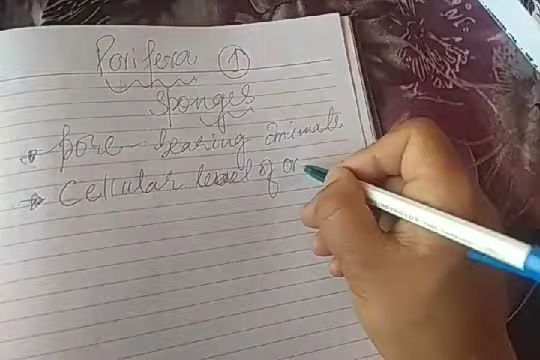 Porifera ①
Sponges
→ Pore-bearing animals
→ Cellular level of or